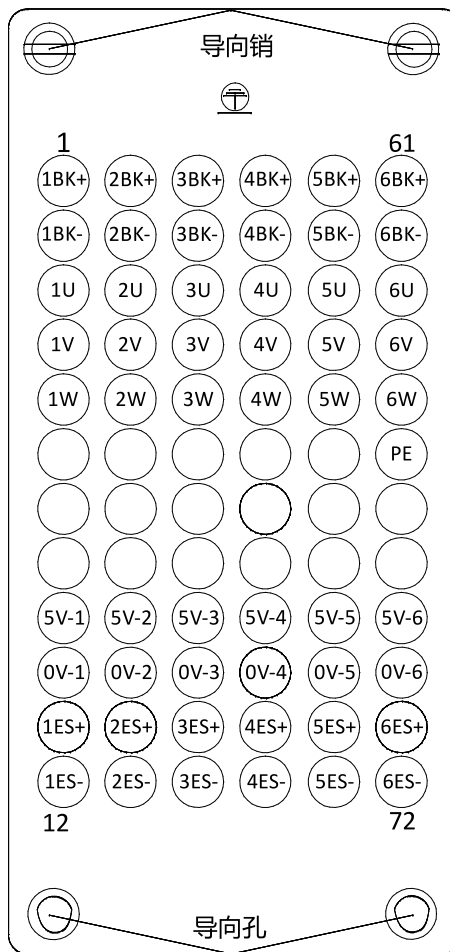 导向销
1 61
1BK+ 2BK+ 3BK+ 4BK+ 5BK+ 6BK+
1BK- 2BK- 3BK- 4BK- 5BK- 6BK-
1U 2U 3U 4U 5U 6U
1V 2V 3V 4V 5V 6V
1W 2W 3W 4W 5W 6W
PE
5V-1 5V-2 5V-3 5V-4 5V-5 5V-6
0V-1 0V-2 0V-3 0V-4 0V-5 0V-6
1ES+ 2ES+ 3ES+ 4ES+ 5ES+ 6ES+
1ES- 2ES- 3ES- 4ES- 5ES- 6ES-
12 72
导向孔